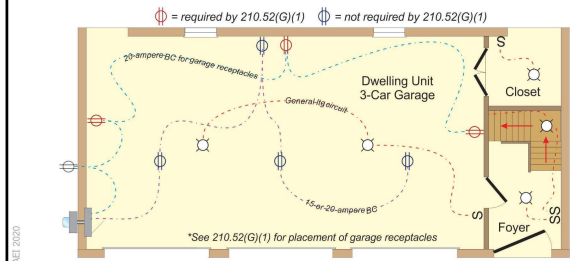 = required by 210.52(G)(1) = not required by 210.52(G)(1)
20-ampere BC for garage receptacles
Dwelling Unit
3-Car Garage
S
Closet
General ltg circuit
15-or-20-ampere BC
S
SS
Foyer
*See 210.52(G)(1) for placement of garage receptacles
AEI 2020